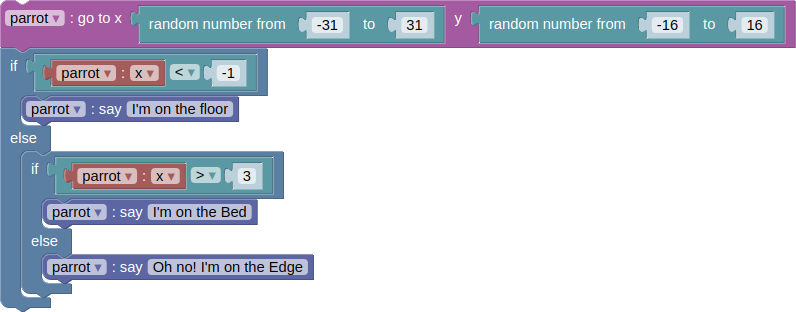 parrot ▾ : go to x random number from -31 to 31 y random number from -16 to 16
if parrot ▾ : x ▾ < ▾ -1
parrot ▾ : say I'm on the floor
else
if parrot ▾ : x ▾ > ▾ 3
parrot ▾ : say I'm on the Bed
else
parrot ▾ : say Oh no! I'm on the Edge